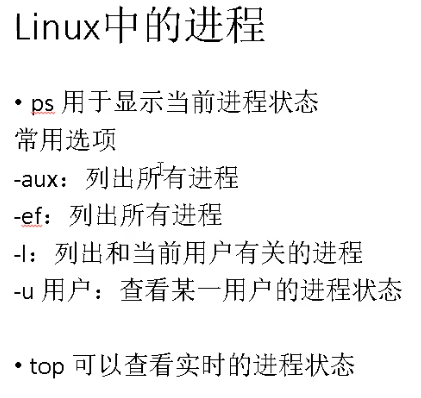 Linux中的进程
• ps 用于显示当前进程状态
常用选项
-aux：列出所有进程
-ef：列出所有进程
-l：列出和当前用户有关的进程
-u 用户：查看某一用户的进程状态
• top 可以查看实时的进程状态